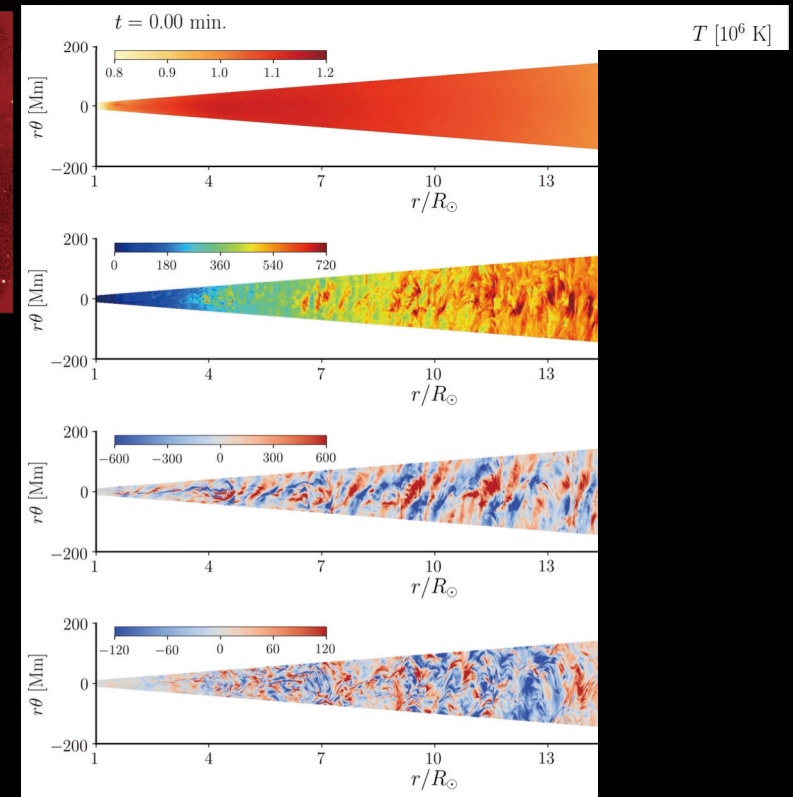 t = 0.00 min.
T [10⁶ K]
200
0
−200
rθ [Mm]
0.8 0.9 1.0 1.1 1.2
1 4 7 10 13
r/R☉
200
0
−200
rθ [Mm]
0 180 360 540 720
1 4 7 10 13
r/R☉
200
0
−200
rθ [Mm]
−600 −300 0 300 600
1 4 7 10 13
r/R☉
200
0
−200
rθ [Mm]
−120 −60 0 60 120
1 4 7 10 13
r/R☉